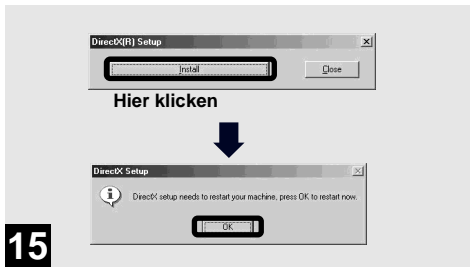 DirectX(R) Setup
Install
Close
Hier klicken
DirectX Setup
DirectX setup needs to restart your machine, press OK to restart now.
OK
15